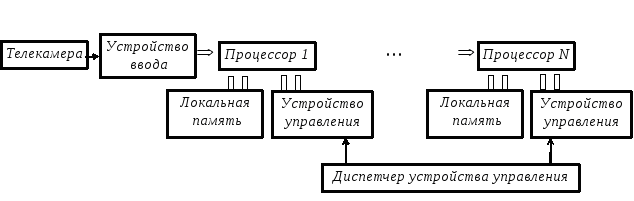 Телекамера
Устройство
ввода
⇒
Процессор 1
...
⇒
Процессор N
Локальная
память
Устройство
управления
Локальная
память
Устройство
управления
Диспетчер устройства управления